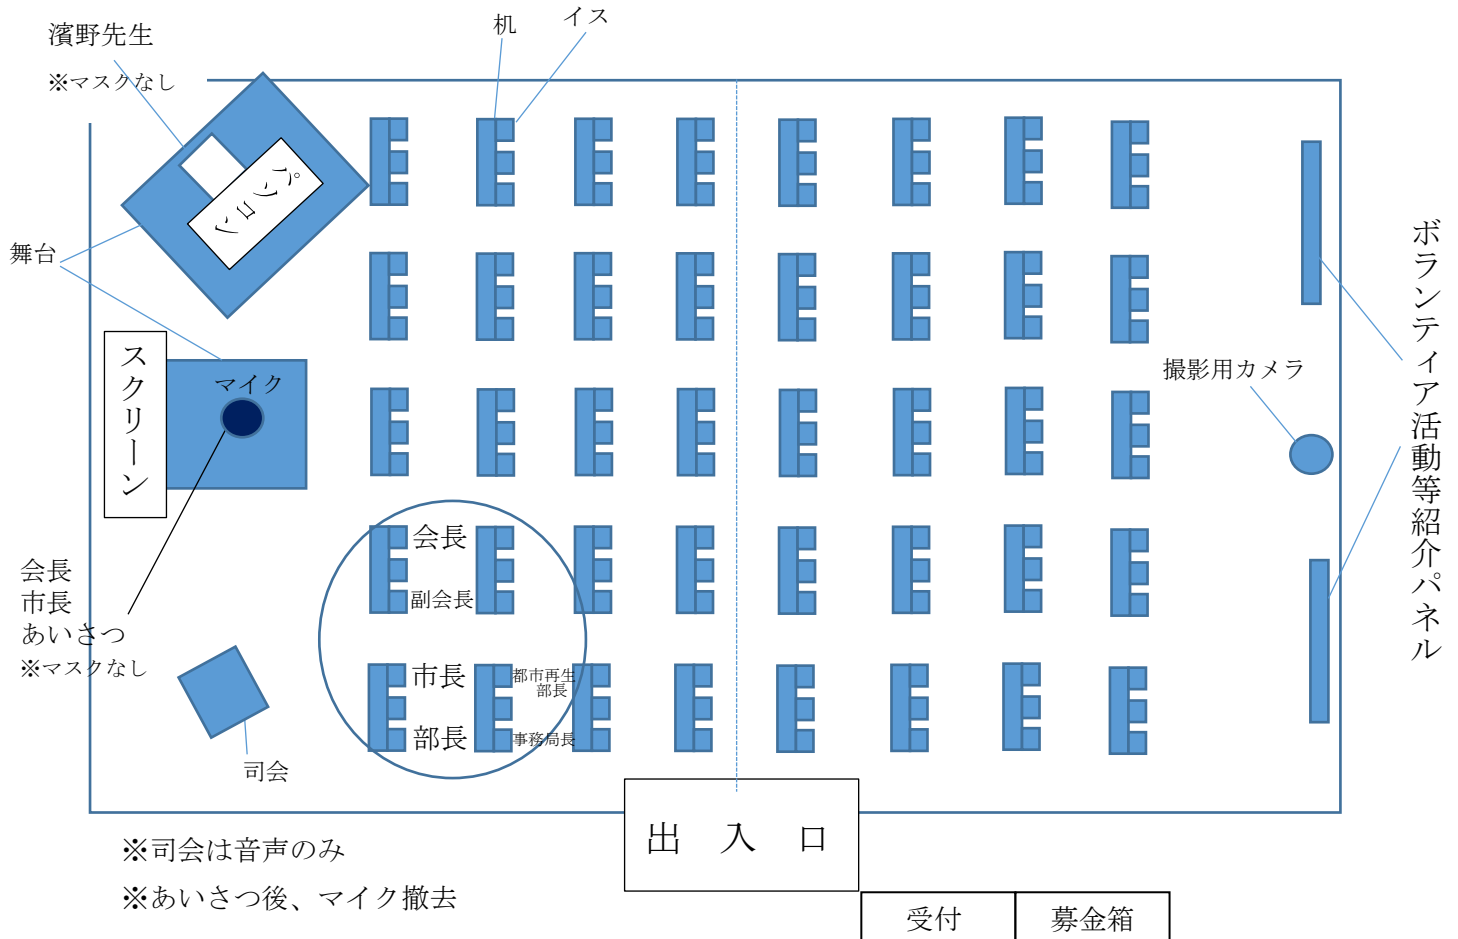 濱野先生
※マスクなし
机
イス
パソコン
舞台
スクリーン
マイク
会長
市長
あいさつ
※マスクなし
司会
会長
副会長
市長
部長
都市再生
部長
事務局長
撮影用カメラ
ボランティア活動等紹介パネル
出　入　口
※司会は音声のみ
※あいさつ後、マイク撤去
受付
募金箱